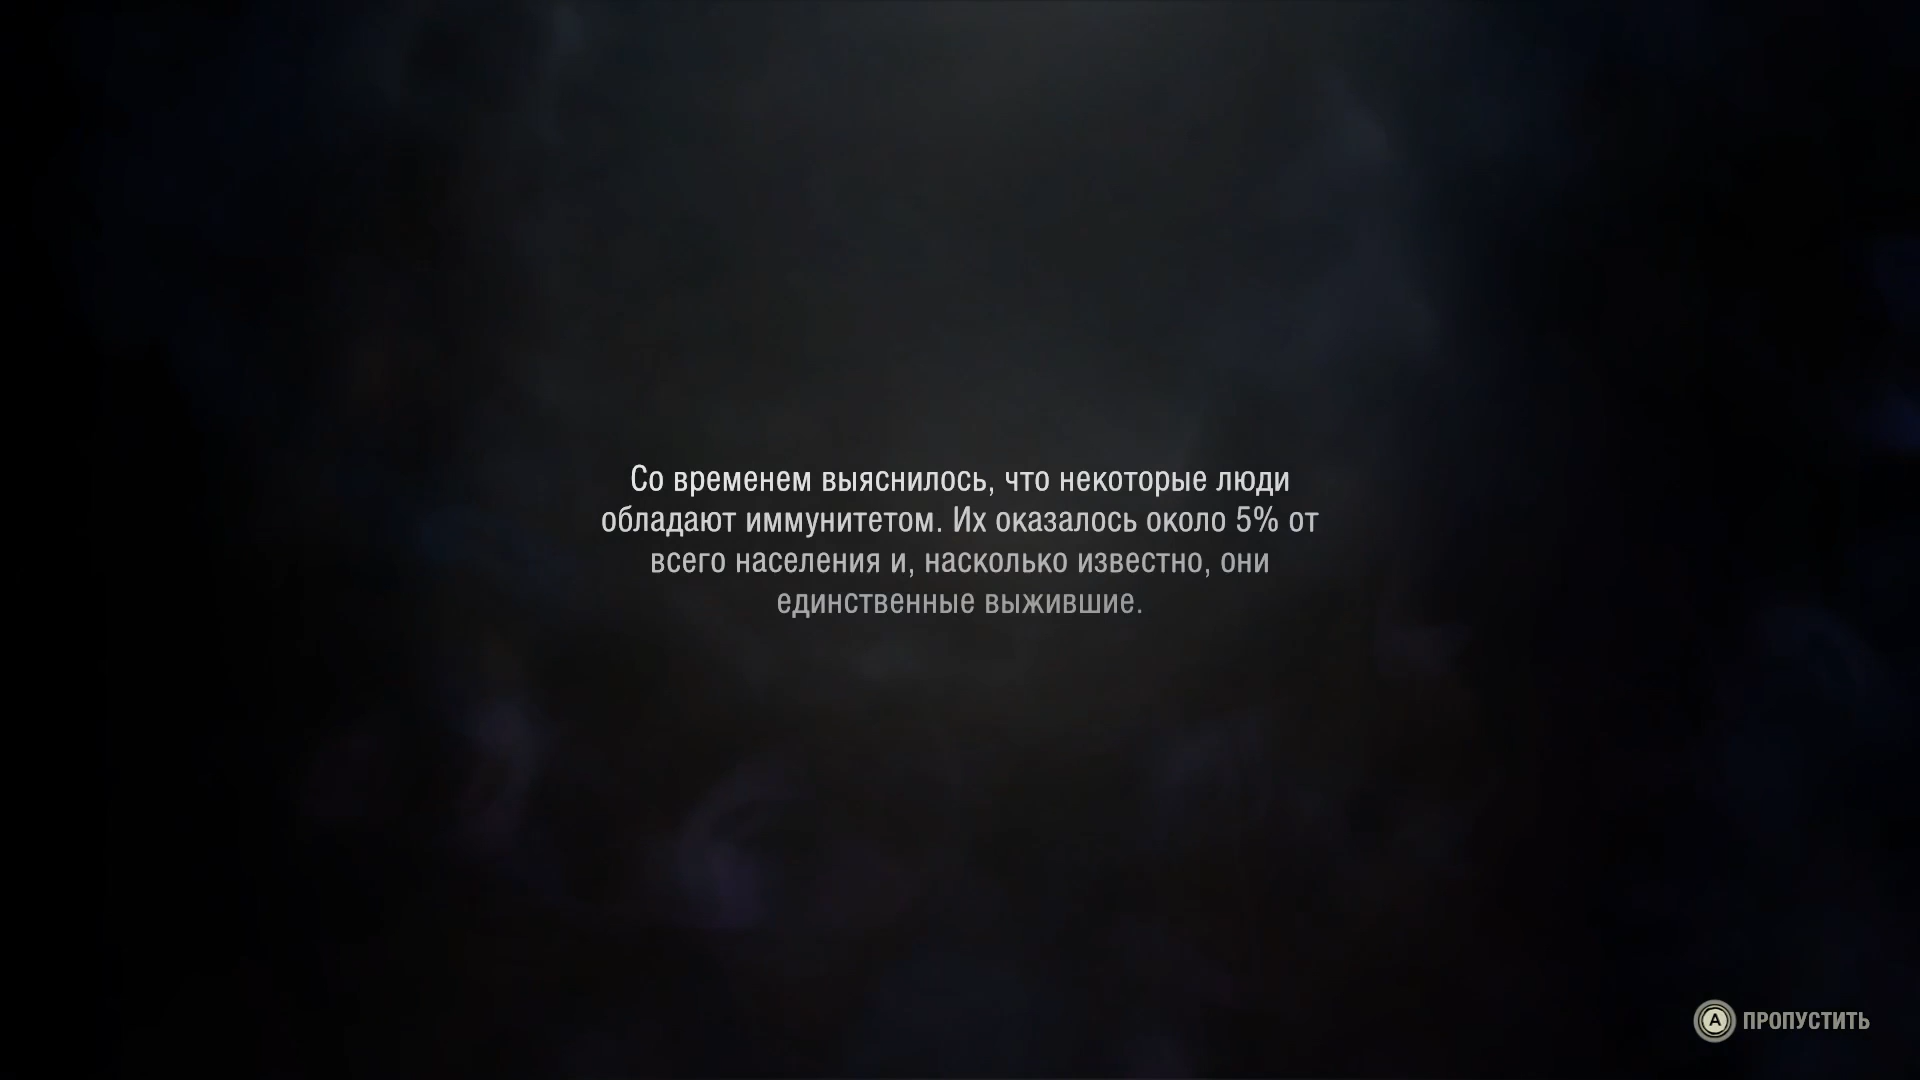 Со временем выяснилось, что некоторые люди
обладают иммунитетом. Их оказалось около 5% от
всего населения и, насколько известно, они
единственные выжившие.
A ПРОПУСТИТЬ